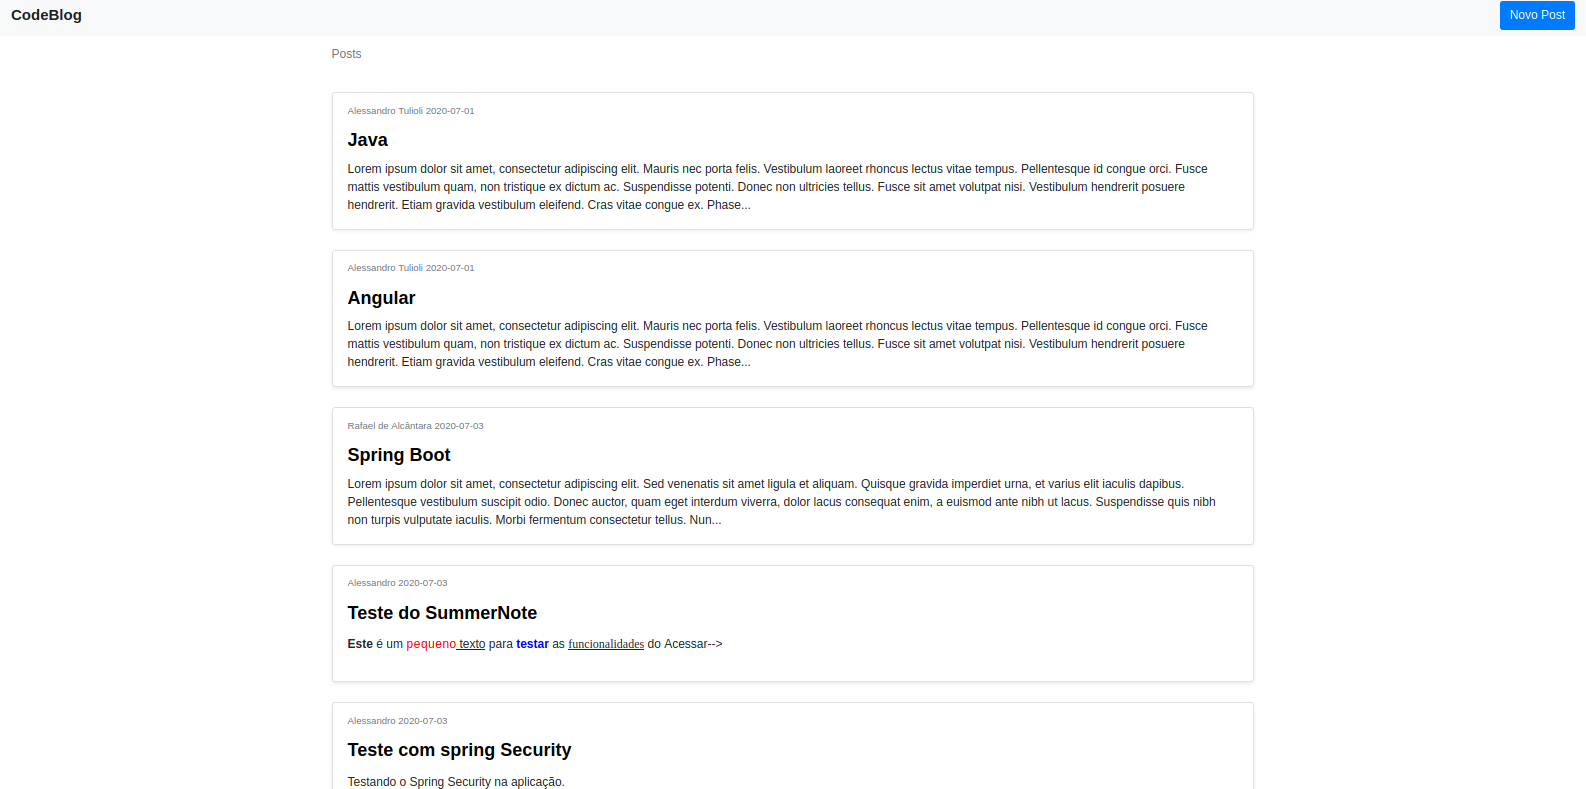 CodeBlog
Novo Post
Posts
Alessandro Tulioli 2020-07-01
Java
Lorem ipsum dolor sit amet, consectetur adipiscing elit. Mauris nec porta felis. Vestibulum laoreet rhoncus lectus vitae tempus. Pellentesque id congue orci. Fusce
mattis vestibulum quam, non tristique ex dictum ac. Suspendisse potenti. Donec non ultricies tellus. Fusce sit amet volutpat nisi. Vestibulum hendrerit posuere
hendrerit. Etiam gravida vestibulum eleifend. Cras vitae congue ex. Phase...
Alessandro Tulioli 2020-07-01
Angular
Lorem ipsum dolor sit amet, consectetur adipiscing elit. Mauris nec porta felis. Vestibulum laoreet rhoncus lectus vitae tempus. Pellentesque id congue orci. Fusce
mattis vestibulum quam, non tristique ex dictum ac. Suspendisse potenti. Donec non ultricies tellus. Fusce sit amet volutpat nisi. Vestibulum hendrerit posuere
hendrerit. Etiam gravida vestibulum eleifend. Cras vitae congue ex. Phase...
Rafael de Alcântara 2020-07-03
Spring Boot
Lorem ipsum dolor sit amet, consectetur adipiscing elit. Sed venenatis sit amet ligula et aliquam. Quisque gravida imperdiet urna, et varius elit iaculis dapibus.
Pellentesque vestibulum suscipit odio. Donec auctor, quam eget interdum viverra, dolor lacus consequat enim, a euismod ante nibh ut lacus. Suspendisse quis nibh
non turpis vulputate iaculis. Morbi fermentum consectetur tellus. Nun...
Alessandro 2020-07-03
Teste do SummerNote
Este é um pequeno texto para testar as funcionalidades do Acessar-->
Alessandro 2020-07-03
Teste com spring Security
Testando o Spring Security na aplicação.